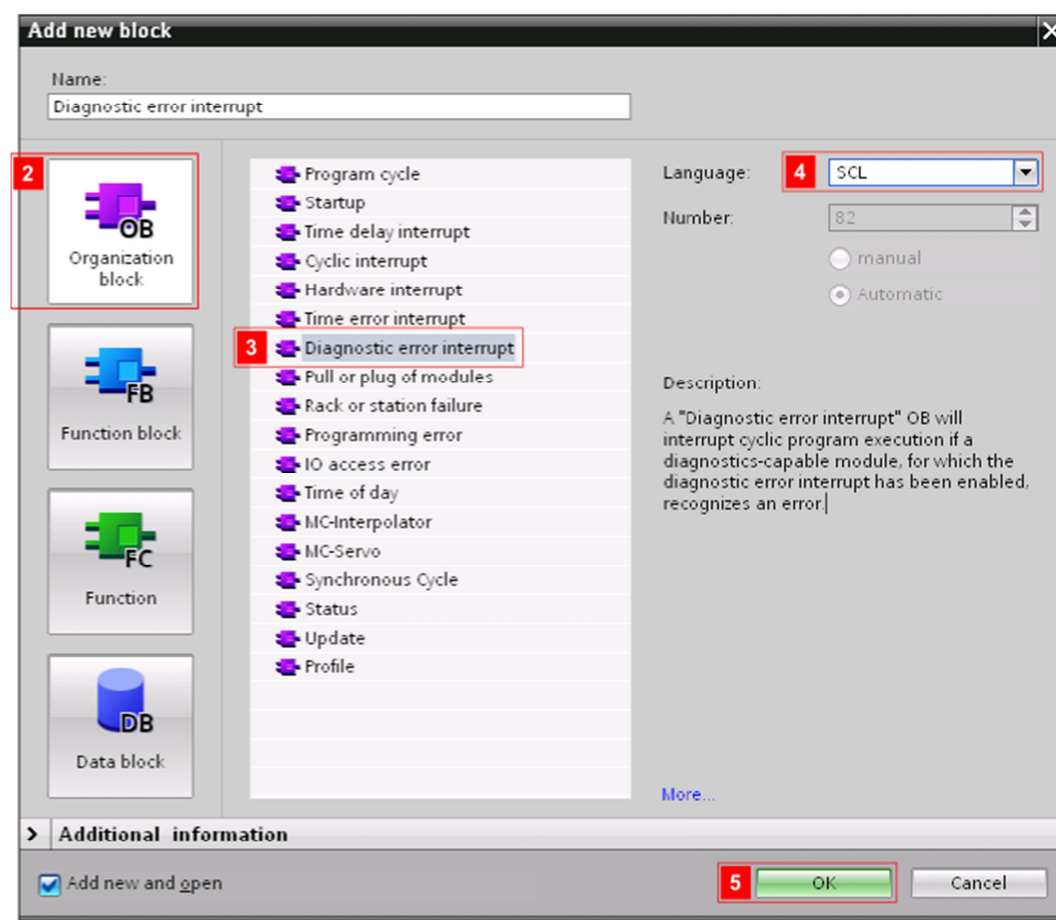 Add new block
Name:
Diagnostic error interrupt
2
OB
Organization
block
FB
Function block
FC
Function
DB
Data block
Program cycle
Startup
Time delay interrupt
Cyclic interrupt
Hardware interrupt
Time error interrupt
3
Diagnostic error interrupt
Pull or plug of modules
Rack or station failure
Programming error
IO access error
Time of day
MC-Interpolator
MC-Servo
Synchronous Cycle
Status
Update
Profile
Language:
4
SCL
Number:
82
manual
Automatic
Description:
A "Diagnostic error interrupt" OB will
interrupt cyclic program execution if a
diagnostics-capable module, for which the
diagnostic error interrupt has been enabled,
recognizes an error.
More...
Additional information
Add new and open
5
OK
Cancel